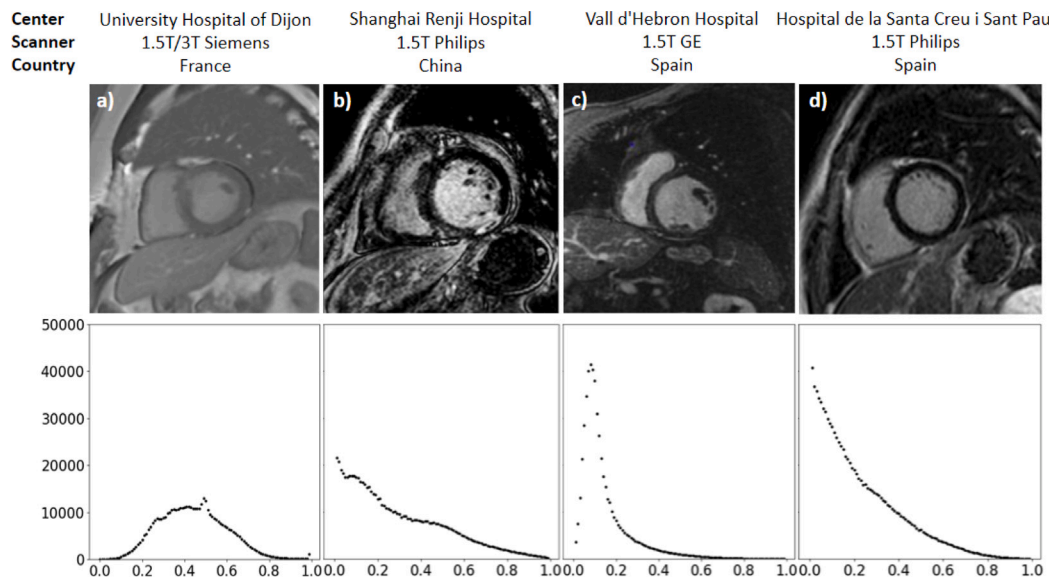 Center University Hospital of Dijon Shanghai Renji Hospital Vall d'Hebron Hospital Hospital de la Santa Creu i Sant Pau
Scanner 1.5T/3T Siemens 1.5T Philips 1.5T GE 1.5T Philips
Country France China Spain Spain
a) b) c) d)
50000
40000
30000
20000
10000
0
0.0 0.2 0.4 0.6 0.8 1.0 0.0 0.2 0.4 0.6 0.8 1.0 0.0 0.2 0.4 0.6 0.8 1.0 0.0 0.2 0.4 0.6 0.8 1.0